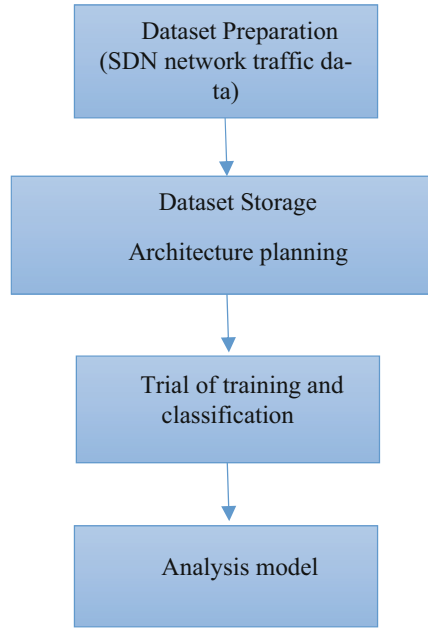 Dataset Preparation
(SDN network traffic da-
ta)
Dataset Storage
Architecture planning
Trial of training and
classification
Analysis model